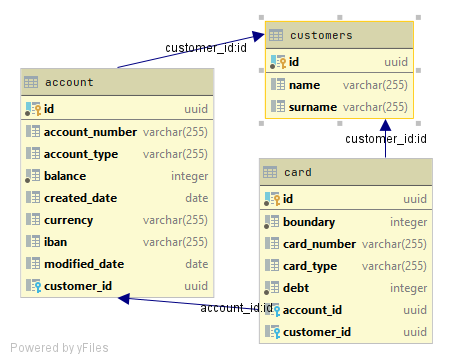 customers
id uuid
name varchar(255)
surname varchar(255)
customer_id:id
account
id uuid
account_number varchar(255)
account_type varchar(255)
balance integer
created_date date
currency varchar(255)
iban varchar(255)
modified_date date
customer_id uuid
customer_id:id
card
id uuid
boundary integer
card_number varchar(255)
card_type varchar(255)
debt integer
account_id uuid
customer_id uuid
account_id:id
Powered by yFiles